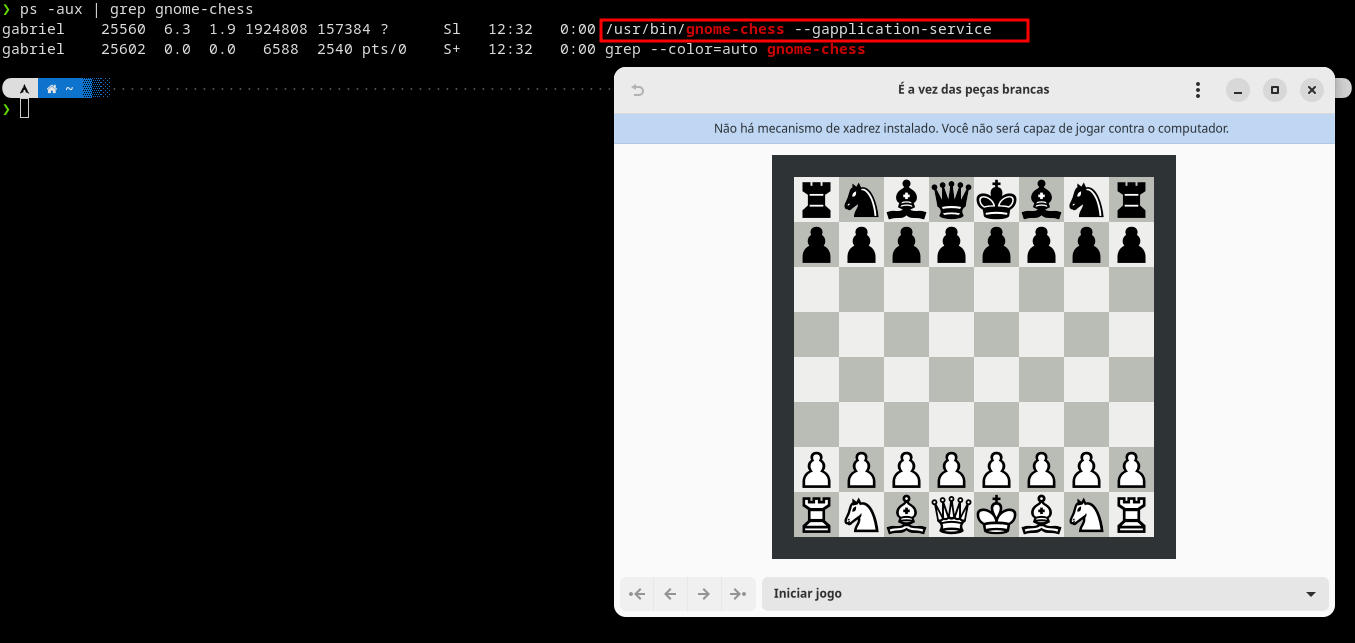 ❯ ps -aux | grep gnome-chess
gabriel 25560 6.3 1.9 1924808 157384 ? Sl 12:32 0:00 /usr/bin/gnome-chess --gapplication-service
gabriel 25602 0.0 0.0 6588 2540 pts/0 S+ 12:32 0:00 grep --color=auto gnome-chess
~
❯
É a vez das peças brancas
Não há mecanismo de xadrez instalado. Você não será capaz de jogar contra o computador.
Iniciar jogo